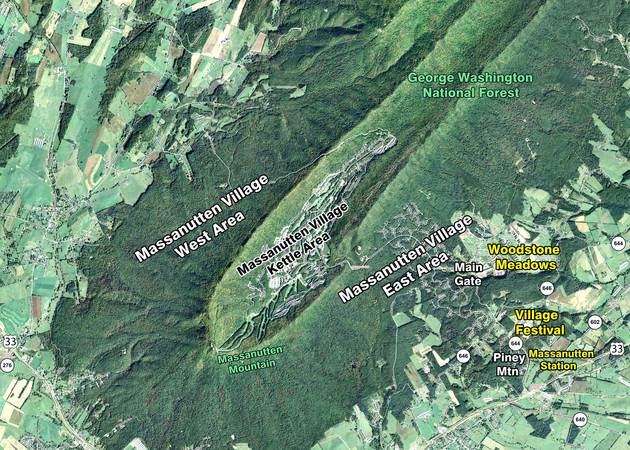 George Washington
National Forest
Massanutten Village
West Area
Massanutten Village
Kettle Area
Massanutten Village
East Area
Woodstone
Meadows
644
Main
Gate
646
Village
Festival
602
33
276
644
33
646
Piney
Mtn
Massanutten
Station
Massanutten
Mountain
640